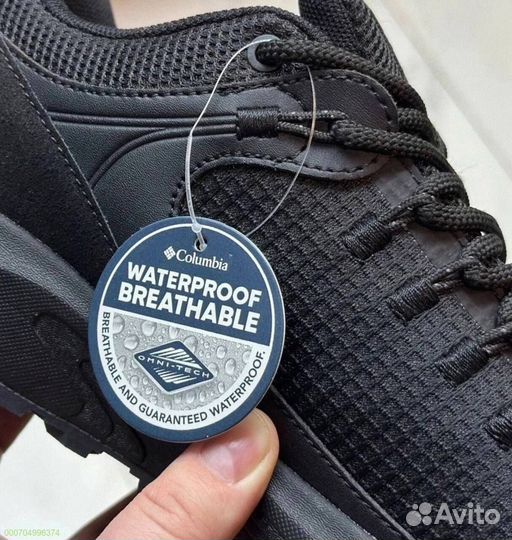 Columbia
WATERPROOF
BREATHABLE
OMNI-TECH
BREATHABLE AND GUARANTEED WATERPROOF.
000704996374
Avito